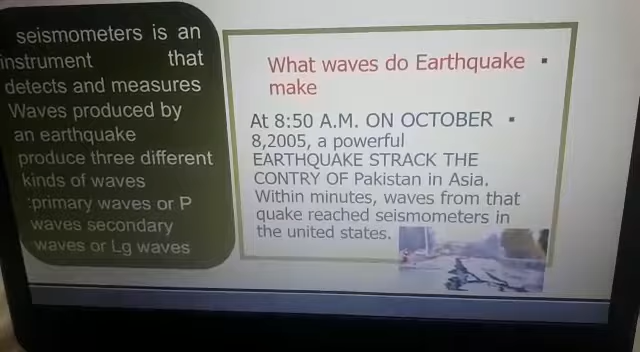 seismometers is an
instrument that
detects and measures
Waves produced by
an earthquake
produce three different
kinds of waves
:primary waves or P
waves secondary
waves or Lg waves
What waves do Earthquake ▪
make
At 8:50 A.M. ON OCTOBER ▪
8,2005, a powerful
EARTHQUAKE STRACK THE
CONTRY OF Pakistan in Asia.
Within minutes, waves from that
quake reached seismometers in
the united states.